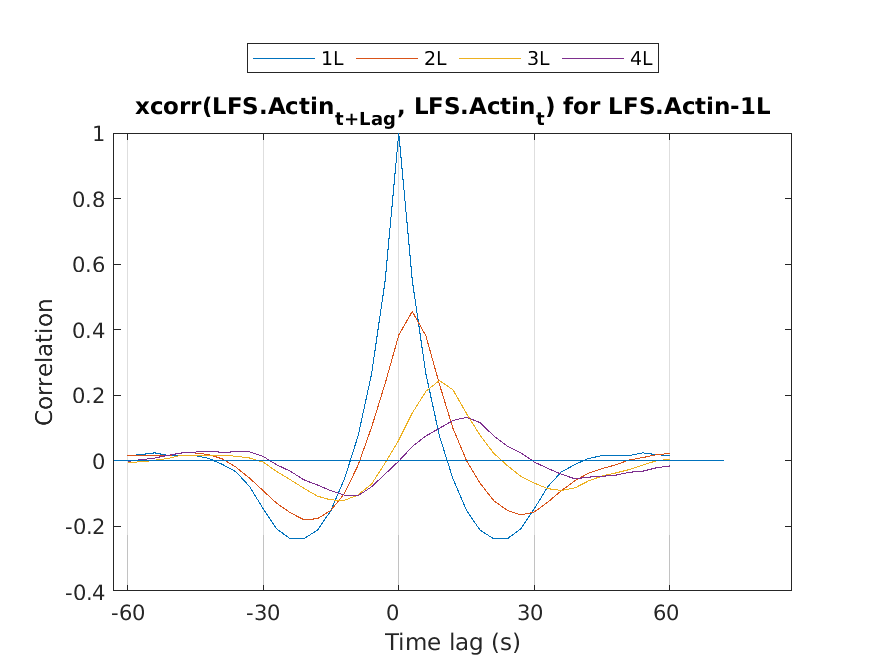 1L 2L 3L 4L
xcorr(LFS.Actin_{t+Lag}, LFS.Actin_t) for LFS.Actin-1L
1
0.8
0.6
0.4
0.2
0
-0.2
-0.4
Correlation
-60 -30 0 30 60
Time lag (s)